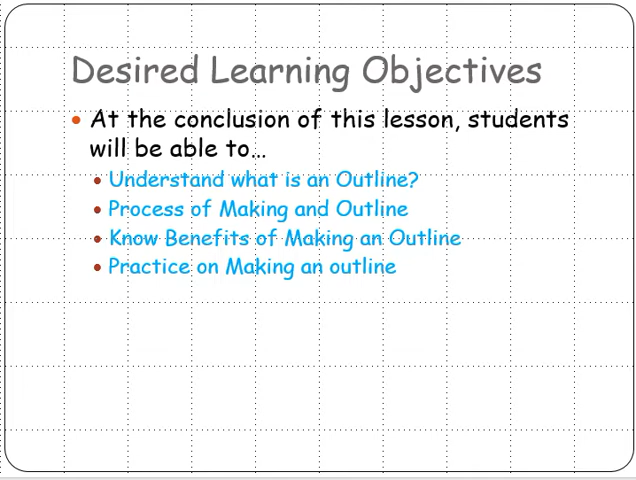 Desired Learning Objectives
• At the conclusion of this lesson, students
will be able to…
• Understand what is an Outline?
• Process of Making and Outline
• Know Benefits of Making an Outline
• Practice on Making an outline